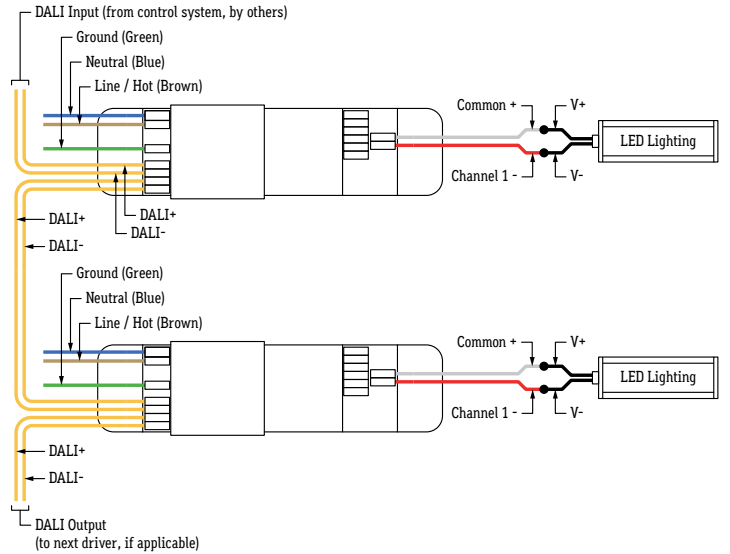 DALI Input (from control system, by others)
Ground (Green)
Neutral (Blue)
Line / Hot (Brown)
Common +
V+
LED Lighting
Channel 1 -
V-
DALI+
DALI-
DALI+
DALI-
Ground (Green)
Neutral (Blue)
Line / Hot (Brown)
Common +
V+
LED Lighting
Channel 1 -
V-
DALI+
DALI-
DALI Output
(to next driver, if applicable)